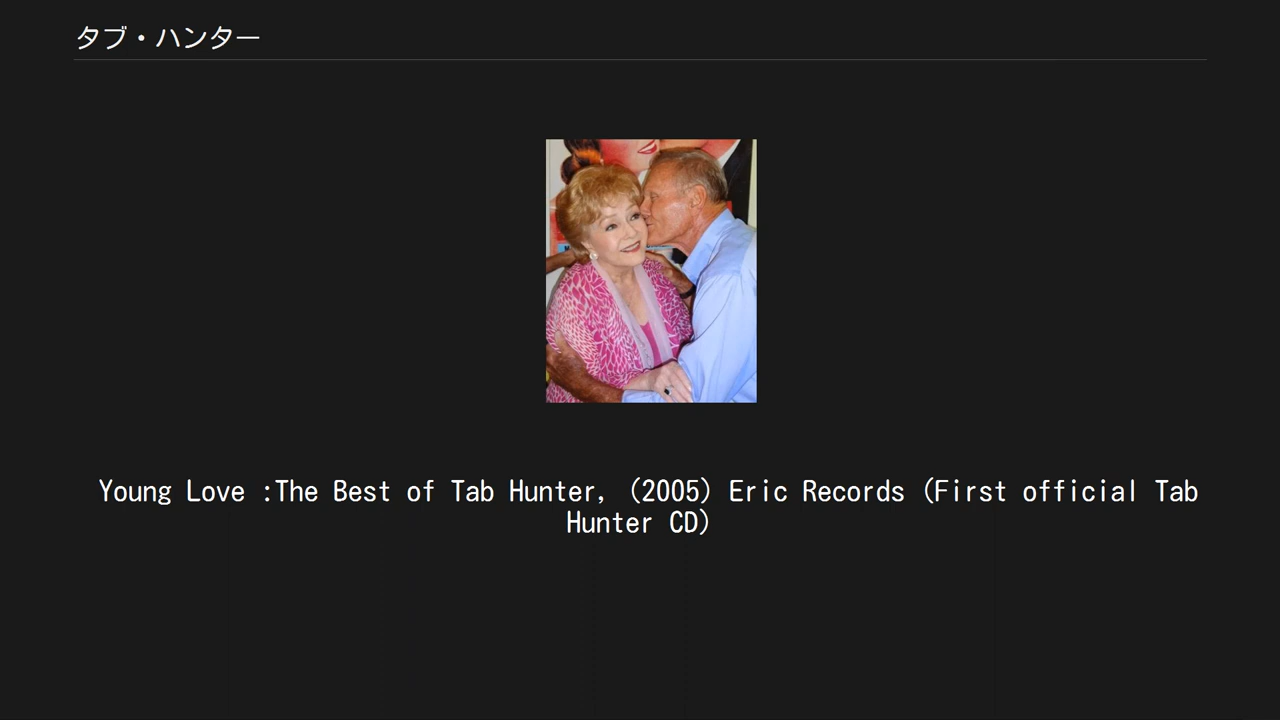 タブ・ハンター
Young Love :The Best of Tab Hunter, (2005) Eric Records (First official Tab
Hunter CD)